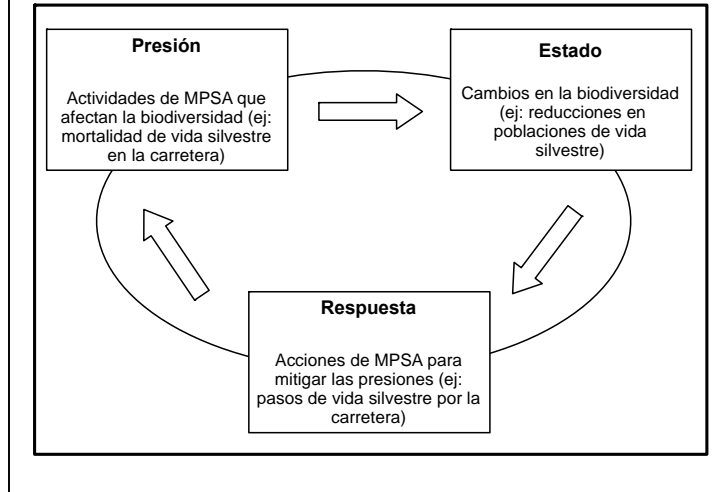 Presión
Actividades de MPSA que
afectan la biodiversidad (ej:
mortalidad de vida silvestre
en la carretera)
Estado
Cambios en la biodiversidad
(ej: reducciones en
poblaciones de vida
silvestre)
Respuesta
Acciones de MPSA para
mitigar las presiones (ej:
pasos de vida silvestre por la
carretera)